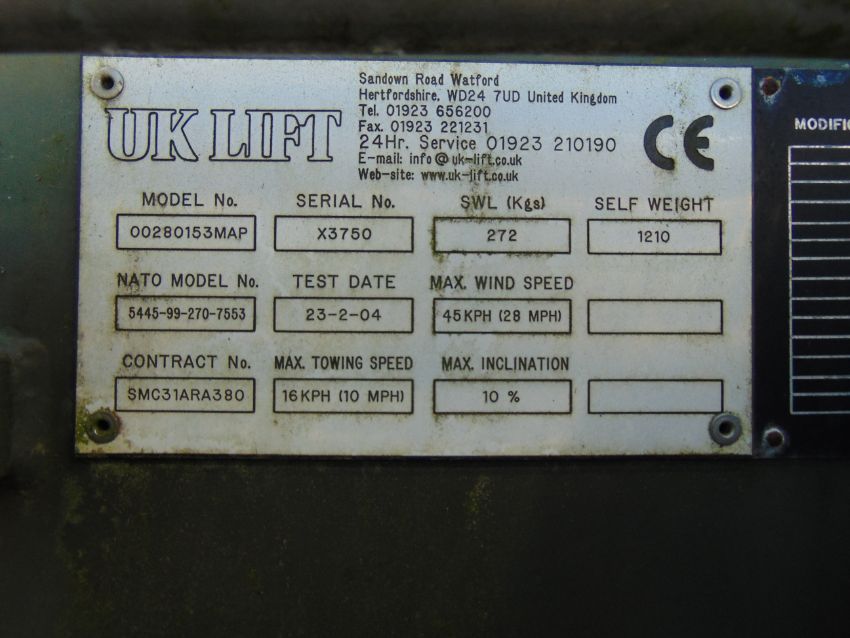 Sandown Road Watford
Hertfordshire, WD24 7UD United Kingdom
Tel. 01923 656200
Fax. 01923 221231
24Hr. Service 01923 210190
E-mail: info @ uk-lift.co.uk
Web-site: www.uk-lift.co.uk
UK LIFT
CE
MODEL No. SERIAL No. SWL (Kgs) SELF WEIGHT
00280153MAP X3750 272 1210
NATO MODEL No. TEST DATE MAX. WIND SPEED
5445-99-270-7553 23-2-04 45KPH (28 MPH)
CONTRACT No. MAX. TOWING SPEED MAX. INCLINATION
SMC31ARA380 16KPH (10 MPH) 10 %